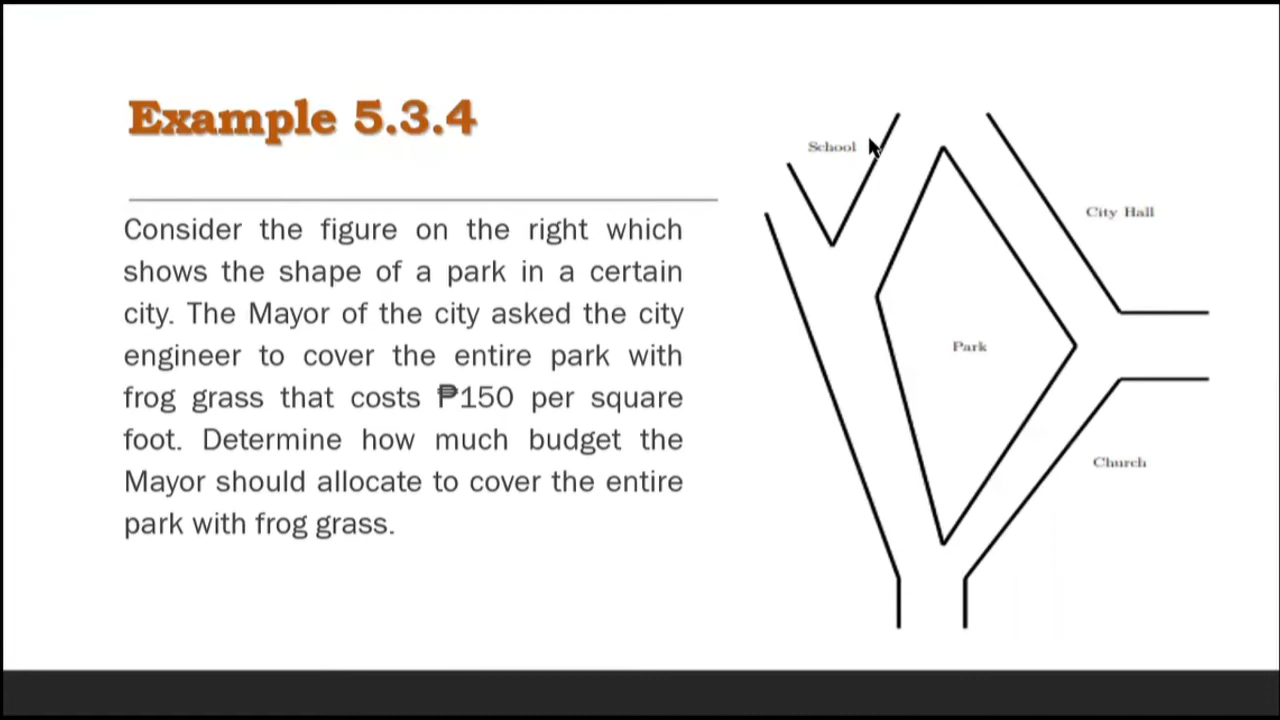 Example 5.3.4
Consider the figure on the right which
shows the shape of a park in a certain
city. The Mayor of the city asked the city
engineer to cover the entire park with
frog grass that costs ₱150 per square
foot. Determine how much budget the
Mayor should allocate to cover the entire
park with frog grass.
School
City Hall
Park
Church